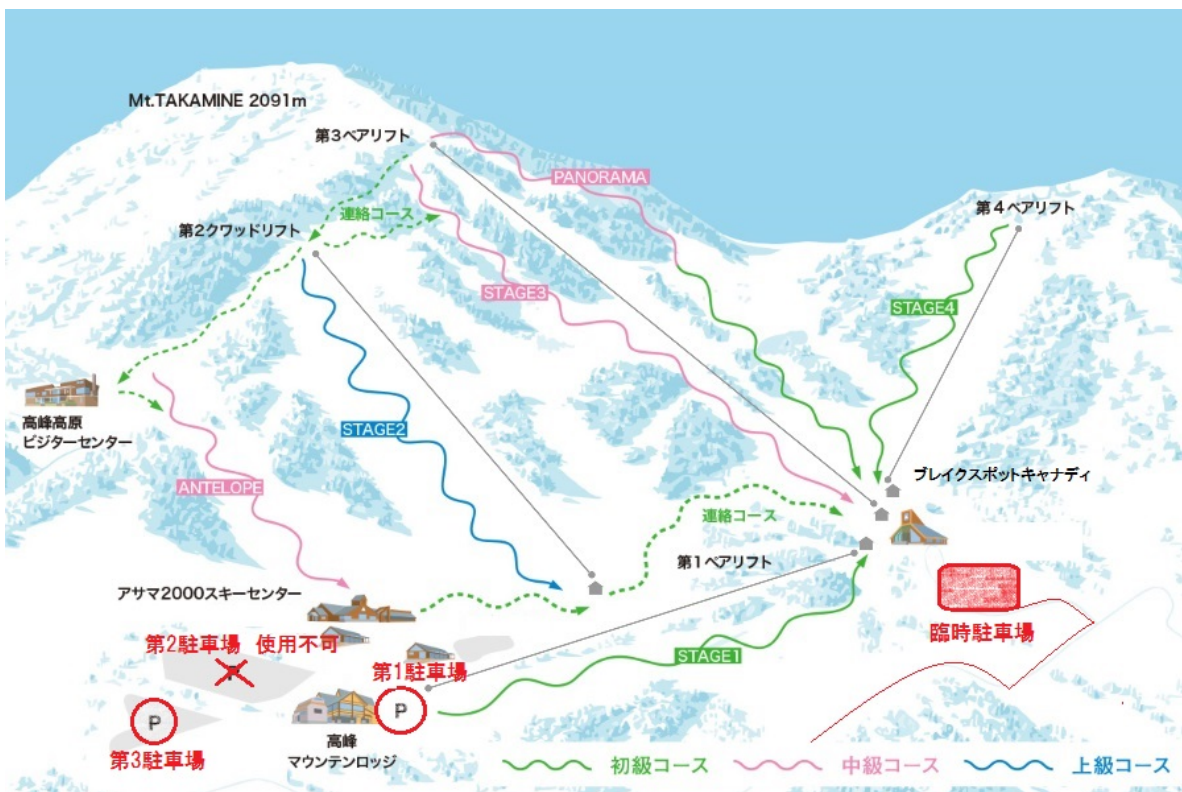 Mt.TAKAMINE 2091m
第3ペアリフト
PANORAMA
第4ペアリフト
連絡コース
第2クワッドリフト
STAGE3
STAGE4
高峰高原
ビジターセンター
STAGE2
ANTELOPE
ブレイクスポットキャナディ
連絡コース
第1ペアリフト
アサマ2000スキーセンター
臨時駐車場
第2駐車場 使用不可
P
STAGE1
第1駐車場
P
P
第3駐車場
高峰
マウンテンロッジ
初級コース
中級コース
上級コース